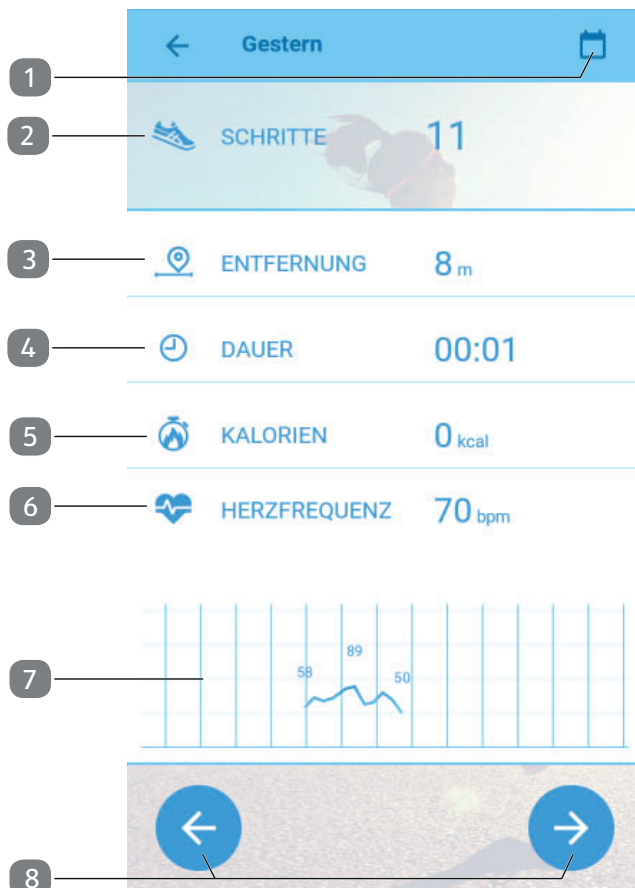 Gestern
1
2 SCHRITTE 11
3 ENTFERNUNG 8 m
4 DAUER 00:01
5 KALORIEN 0 kcal
6 HERZFREQUENZ 70 bpm
89
58 50
7
8